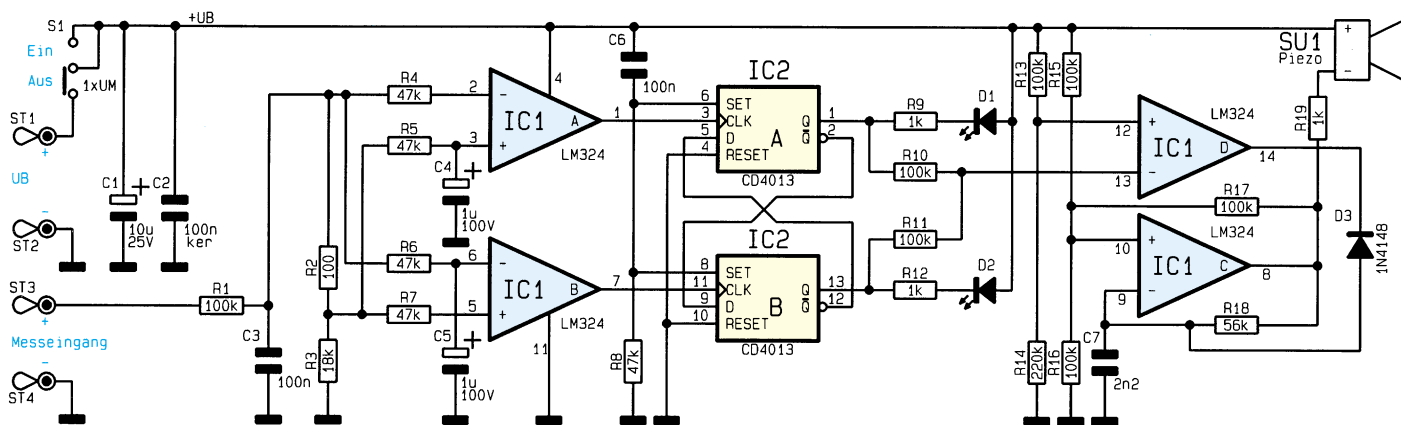 S1
+UB
Ein
Aus
1xUM
ST1
+
UB
-
ST2
C1
+
10u
25V
C2
100n
ker
ST3
+
Messeingang
-
ST4
R1
100k
C3
100n
R2
100
R3
18k
R4
47k
R5
47k
C4
+
1u
100V
R6
47k
R7
47k
C5
+
1u
100V
2
-
3
+
4
IC1
A
1
LM324
6
-
5
+
11
IC1
B
7
LM324
C6
100n
R8
47k
IC2
6
SET
3
CLK
5
D
4
RESET
A
Q
1
Q
2
CD4013
IC2
8
SET
11
CLK
9
D
10
RESET
B
Q
13
Q
12
CD4013
R9
1k
D1
R10
100k
R11
100k
R12
1k
D2
R13
100k
R15
100k
R14
220k
R16
100k
12
+
13
-
IC1
D
14
LM324
10
+
9
-
IC1
C
8
LM324
R17
100k
R18
56k
C7
2n2
SU1
Piezo
+
-
R19
1k
D3
1N4148